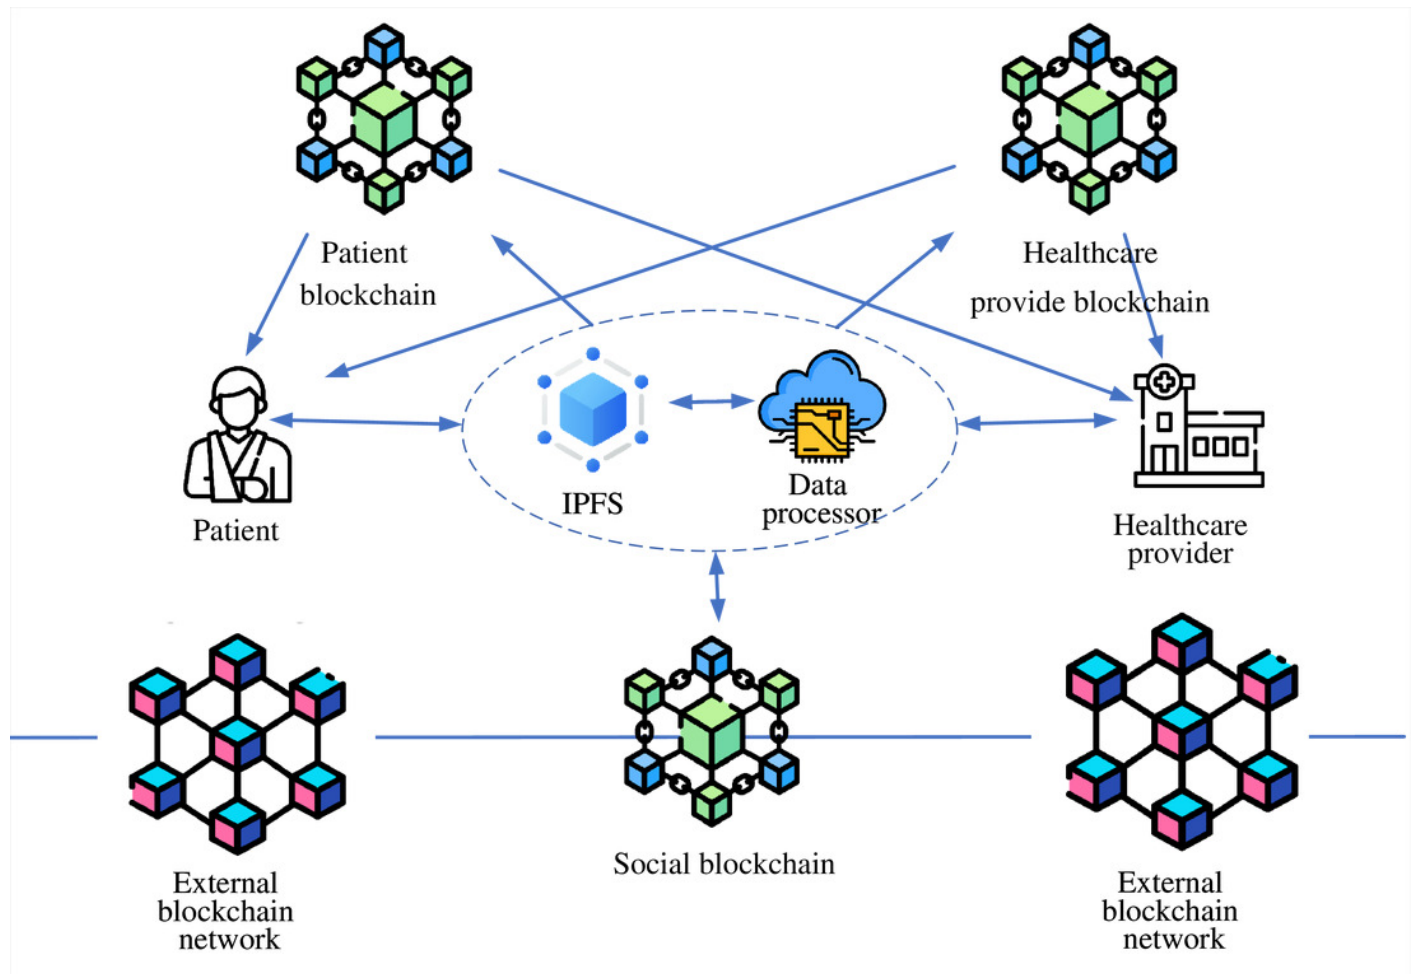 Patient
blockchain
Healthcare
provide blockchain
IPFS
Data
processor
Patient
Healthcare
provider
Social blockchain
External
blockchain
network
External
blockchain
network